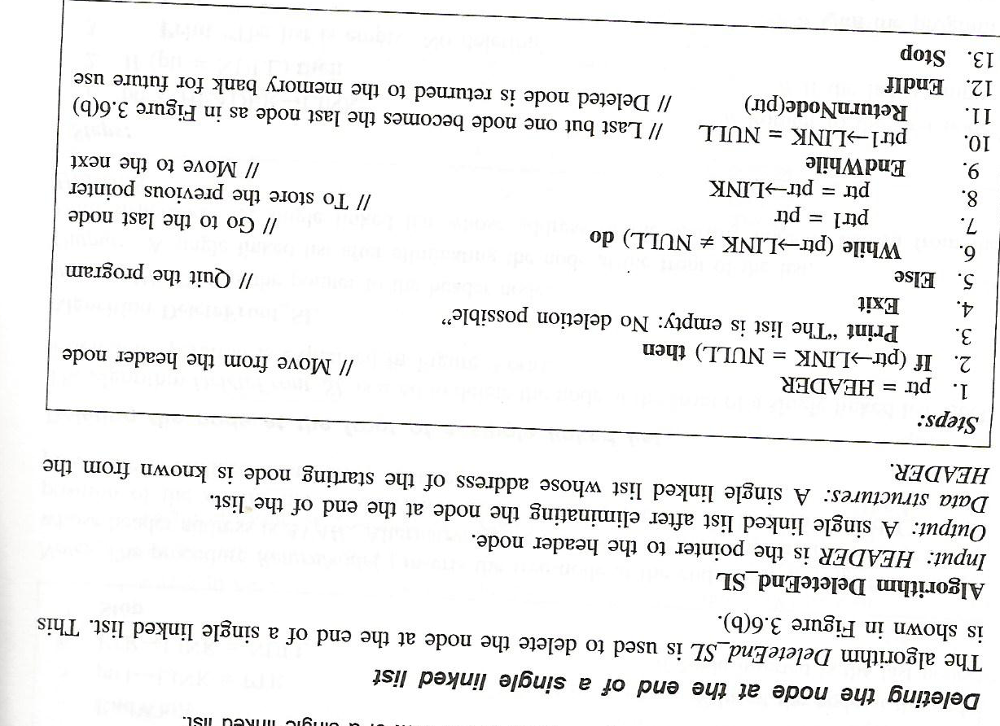 Deleting the node at the end of a single linked list
The algorithm DeleteEnd_SL is used to delete the node at the end of a single linked list. This
is shown in Figure 3.6(b).
Algorithm DeleteEnd_SL
Input: HEADER is the pointer to the header node.
Output: A single linked list after eliminating the node at the end of the list.
Data structures: A single linked list whose address of the starting node is known from the
HEADER.
Steps:
1. ptr = HEADER // Move from the header node
2. If (ptr→LINK = NULL) then
3. Print “The list is empty: No deletion possible”
4. Exit // Quit the program
5. Else
6. While (ptr→LINK ≠ NULL) do // Go to the last node
7. ptr1 = ptr // To store the previous pointer
8. ptr = ptr→LINK // Move to the next
9. EndWhile
10. ptr1→LINK = NULL // Last but one node becomes the last node as in Figure 3.6(b)
11. ReturnNode(ptr) // Deleted node is returned to the memory bank for future use
12. EndIf
13. Stop